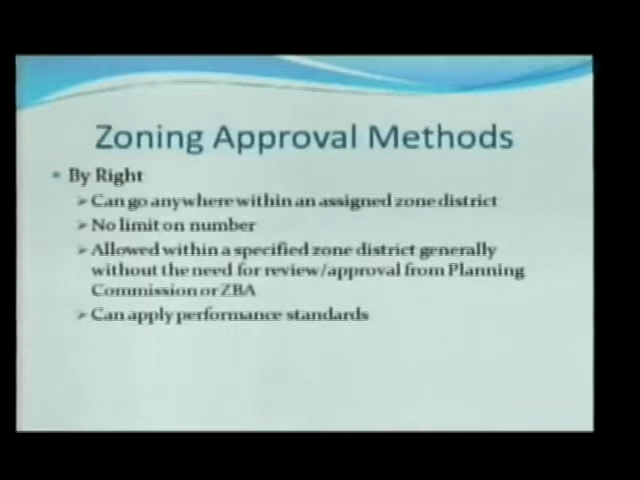 Zoning Approval Methods
By Right
Can go anywhere within an assigned zone district
No limit on number
Allowed within a specified zone district generally
without the need for review/approval from Planning
Commission or ZBA
Can apply performance standards